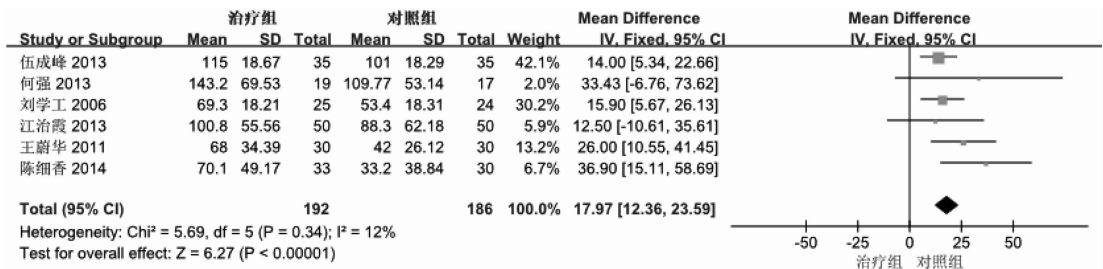 治疗组 对照组 Mean Difference Mean Difference
Study or Subgroup Mean SD Total Mean SD Total Weight IV, Fixed, 95% CI IV, Fixed, 95% CI
伍成峰 2013 115 18.67 35 101 18.29 35 42.1% 14.00 [5.34, 22.66]
何强 2013 143.2 69.53 19 109.77 53.14 17 2.0% 33.43 [-6.76, 73.62]
刘学工 2006 69.3 18.21 25 53.4 18.31 24 30.2% 15.90 [5.67, 26.13]
江治霞 2013 100.8 55.56 50 88.3 62.18 50 5.9% 12.50 [-10.61, 35.61]
王蔚华 2011 68 34.39 30 42 26.12 30 13.2% 26.00 [10.55, 41.45]
陈细香 2014 70.1 49.17 33 33.2 38.84 30 6.7% 36.90 [15.11, 58.69]
Total (95% CI) 192 186 100.0% 17.97 [12.36, 23.59]
Heterogeneity: Chi² = 5.69, df = 5 (P = 0.34); I² = 12%
Test for overall effect: Z = 6.27 (P < 0.00001)
-50 -25 0 25 50
治疗组 对照组